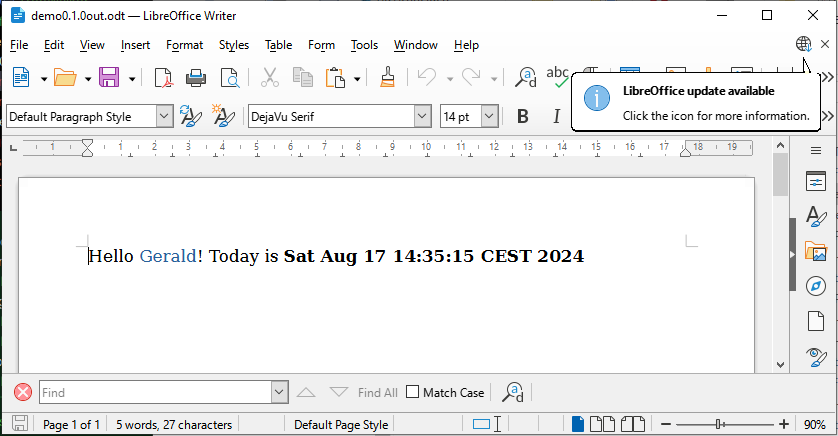 demo0.1.0out.odt — LibreOffice Writer
File Edit View Insert Format Styles Table Form Tools Window Help
abc
LibreOffice update available
Click the icon for more information.
Default Paragraph Style DejaVu Serif 14 pt B I
1 1 2 3 4 5 6 7 8 9 10 11 12 13 14 15 16 17 18 19
Hello Gerald! Today is Sat Aug 17 14:35:15 CEST 2024
Find Find All Match Case
Page 1 of 1 5 words, 27 characters Default Page Style 90%